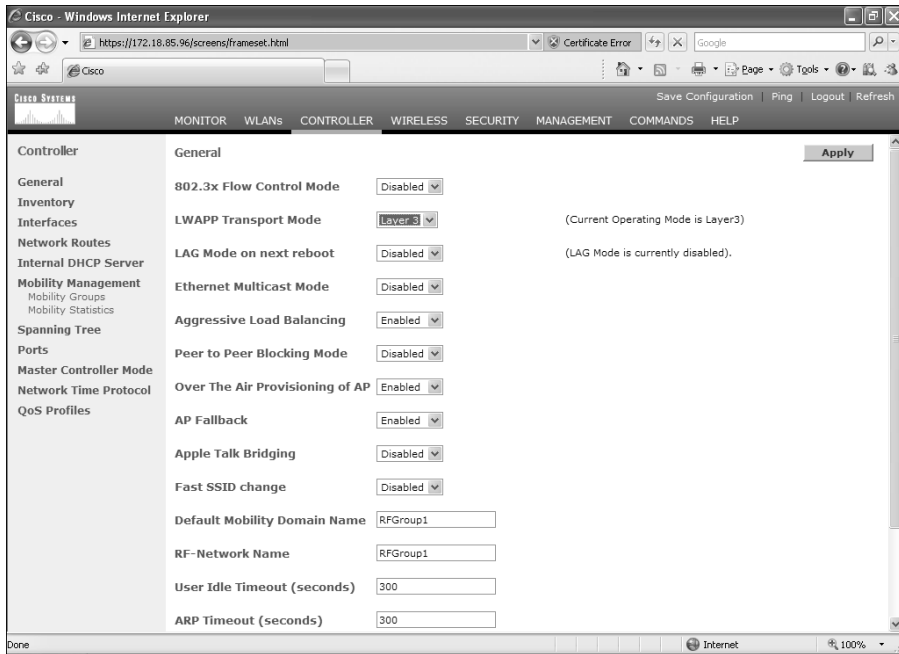 Cisco - Windows Internet Explorer
https://172.18.85.96/screens/frameset.html
Certificate Error
Google
Cisco
Page
Tools
CISCO SYSTEMS
Save Configuration | Ping | Logout | Refresh
MONITOR WLANs CONTROLLER WIRELESS SECURITY MANAGEMENT COMMANDS HELP
Controller
General
Inventory
Interfaces
Network Routes
Internal DHCP Server
Mobility Management
Mobility Groups
Mobility Statistics
Spanning Tree
Ports
Master Controller Mode
Network Time Protocol
QoS Profiles
General
Apply
802.3x Flow Control Mode Disabled
LWAPP Transport Mode Layer 3 (Current Operating Mode is Layer3)
LAG Mode on next reboot Disabled (LAG Mode is currently disabled).
Ethernet Multicast Mode Disabled
Aggressive Load Balancing Enabled
Peer to Peer Blocking Mode Disabled
Over The Air Provisioning of AP Enabled
AP Fallback Enabled
Apple Talk Bridging Disabled
Fast SSID change Disabled
Default Mobility Domain Name RFGroup1
RF-Network Name RFGroup1
User Idle Timeout (seconds) 300
ARP Timeout (seconds) 300
Done
Internet
100%